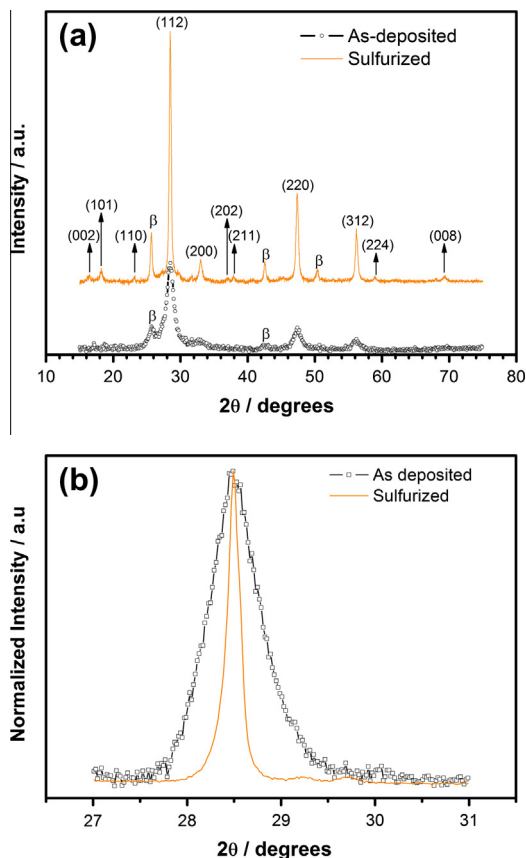 (a)
As-deposited
Sulfurized
(112)
(101)
(002)
(110)
β
(200)
(202)
(211)
β
(220)
β
(312)
(224)
(008)
β
β
Intensity / a.u.
10 20 30 40 50 60 70 80
2θ / degrees
(b)
As deposited
Sulfurized
Normalized Intensity / a.u
27 28 29 30 31
2θ / degrees